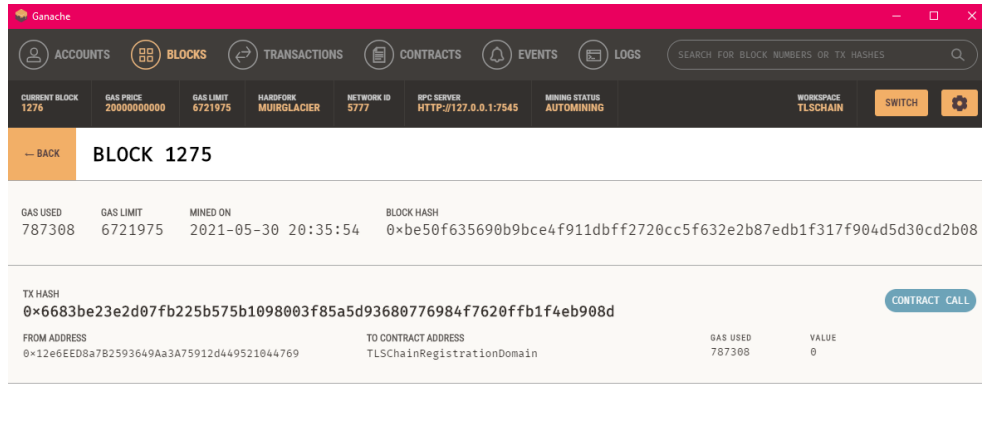 Ganache
ACCOUNTS BLOCKS TRANSACTIONS CONTRACTS EVENTS LOGS SEARCH FOR BLOCK NUMBERS OR TX HASHES
CURRENT BLOCK GAS PRICE GAS LIMIT HARDFORK NETWORK ID RPC SERVER MINING STATUS WORKSPACE
1276 20000000000 6721975 MUIRGLACIER 5777 HTTP://127.0.0.1:7545 AUTOMINING TLSCHAIN SWITCH
← BACK BLOCK 1275
GAS USED GAS LIMIT MINED ON BLOCK HASH
787308 6721975 2021-05-30 20:35:54 0×be50f635690b9bce4f911dbff2720cc5f632e2b87edb1f317f904d5d30cd2b08
TX HASH
0×6683be23e2d07fb225b575b1098003f85a5d93680776984f7620ffb1f4eb908d CONTRACT CALL
FROM ADDRESS TO CONTRACT ADDRESS GAS USED VALUE
0×12e6EED8a7B2593649Aa3A75912d449521044769 TLSChainRegistrationDomain 787308 0